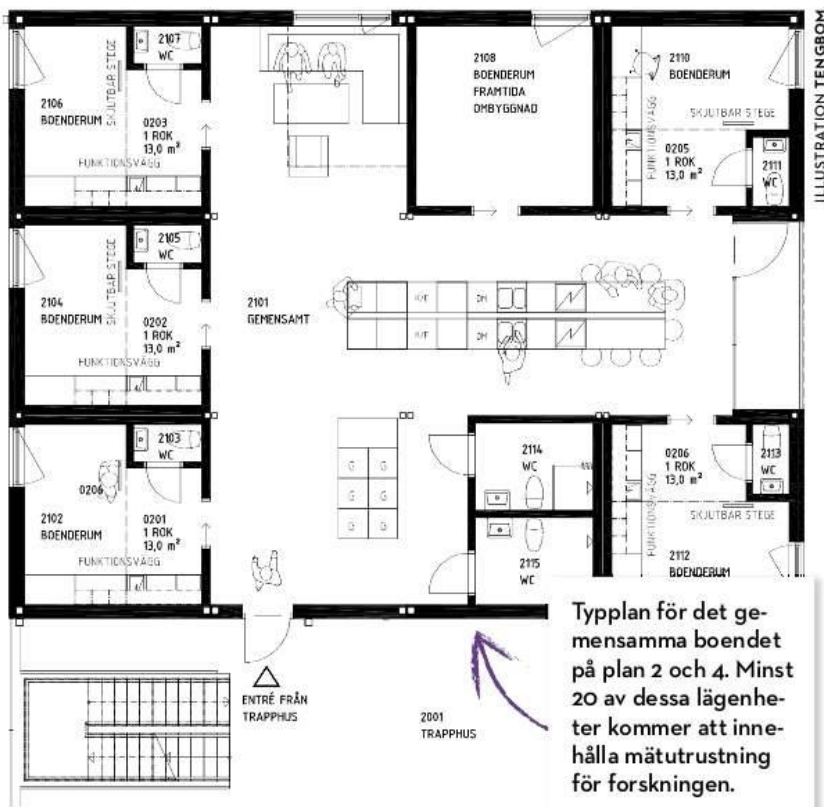 ILLUSTRATION TENGBOM
2107
WC
2106
BOENDERUM
SKJUTBAR STEGE
0203
1 ROK
13,0 m²
FUNKTIONSVÄGG
2108
BOENDERUM
FRAMTIDA
OMBYGGNAD
2110
BOENDERUM
SKJUTBAR STEGE
FUNKTIONSVÄGG
0205
1 ROK
13,0 m²
2111
WC
2105
WC
2104
BOENDERUM
SKJUTBAR STEGE
0202
1 ROK
13,0 m²
FUNKTIONSVÄGG
2101
GEMENSAMT
K/F
DM
K/F
DM
2103
WC
0206
2102
BOENDERUM
0201
1 ROK
13,0 m²
FUNKTIONSVÄGG
G G
G G
G G
2114
WC
2115
WC
0206
1 ROK
13,0 m²
2113
WC
FUNKTIONSVÄGG
SKJUTBAR STEGE
2112
BOENDERUM
ENTRÉ FRÅN
TRAPPHUS
2001
TRAPPHUS
Typplan för det ge-
mensamma boendet
på plan 2 och 4. Minst
20 av dessa lägenhe-
ter kommer att inne-
hålla mätutrustning
för forskningen.